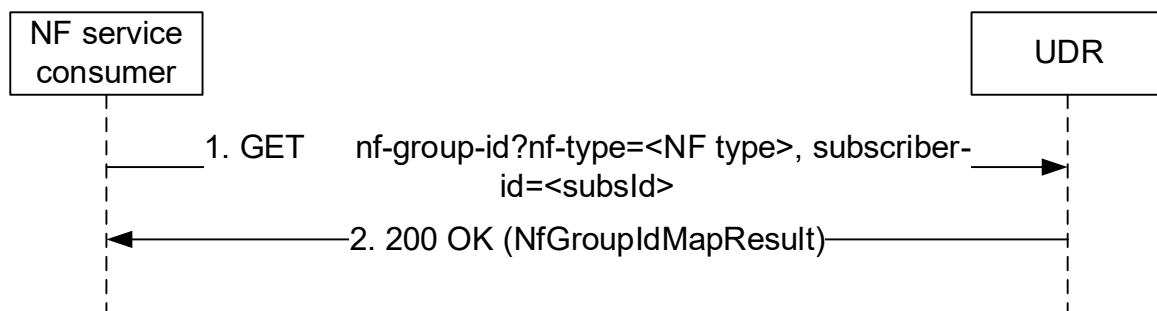 NF service
consumer
UDR
1. GET nf-group-id?nf-type=<NF type>, subscriber-
id=<subsId>
2. 200 OK (NfGroupIdMapResult)